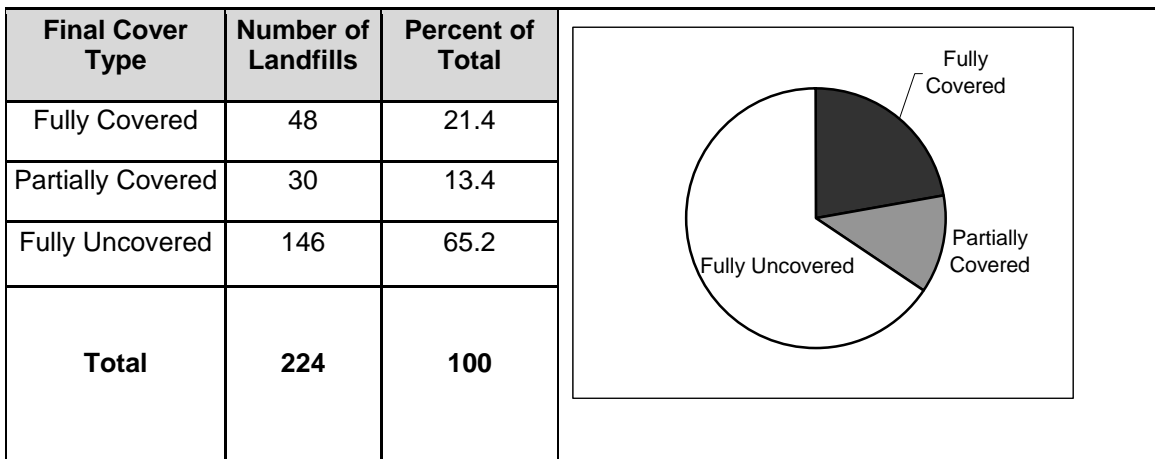 Final Cover Type Number of Landfills Percent of Total
Fully Covered 48 21.4
Partially Covered 30 13.4
Fully Uncovered 146 65.2
Total 224 100
Fully
Covered
Partially
Covered
Fully Uncovered